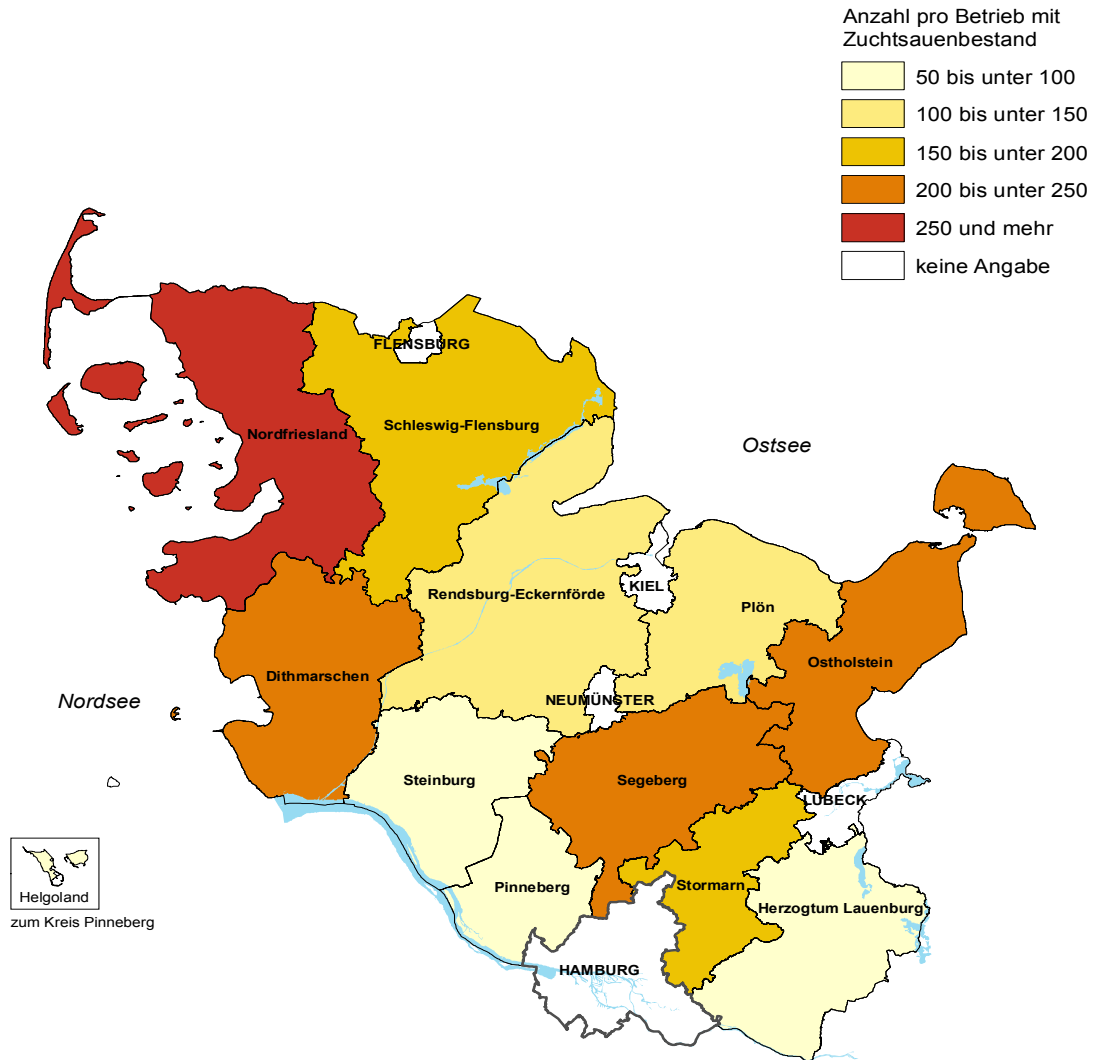 Anzahl pro Betrieb mit
Zuchtsauenbestand
50 bis unter 100
100 bis unter 150
150 bis unter 200
200 bis unter 250
250 und mehr
keine Angabe
FLENSBURG
Schleswig-Flensburg
Nordfriesland
Ostsee
KIEL
Rendsburg-Eckernförde
Plön
Ostholstein
Dithmarschen
Nordsee
NEUMÜNSTER
Steinburg
Segeberg
LÜBECK
Pinneberg
Stormarn
Herzogtum Lauenburg
Helgoland
zum Kreis Pinneberg
HAMBURG